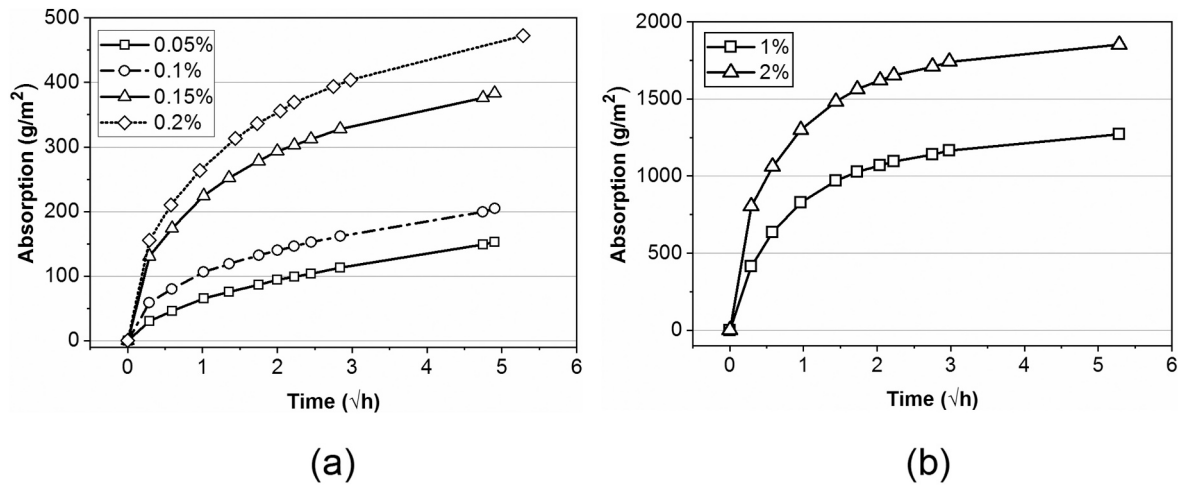 500
400
300
200
100
0
0.05%
0.1%
0.15%
0.2%
Absorption (g/m²)
0 1 2 3 4 5 6
Time (√h)
(a)
2000
1500
1000
500
0
1%
2%
Absorption (g/m²)
0 1 2 3 4 5 6
Time (√h)
(b)